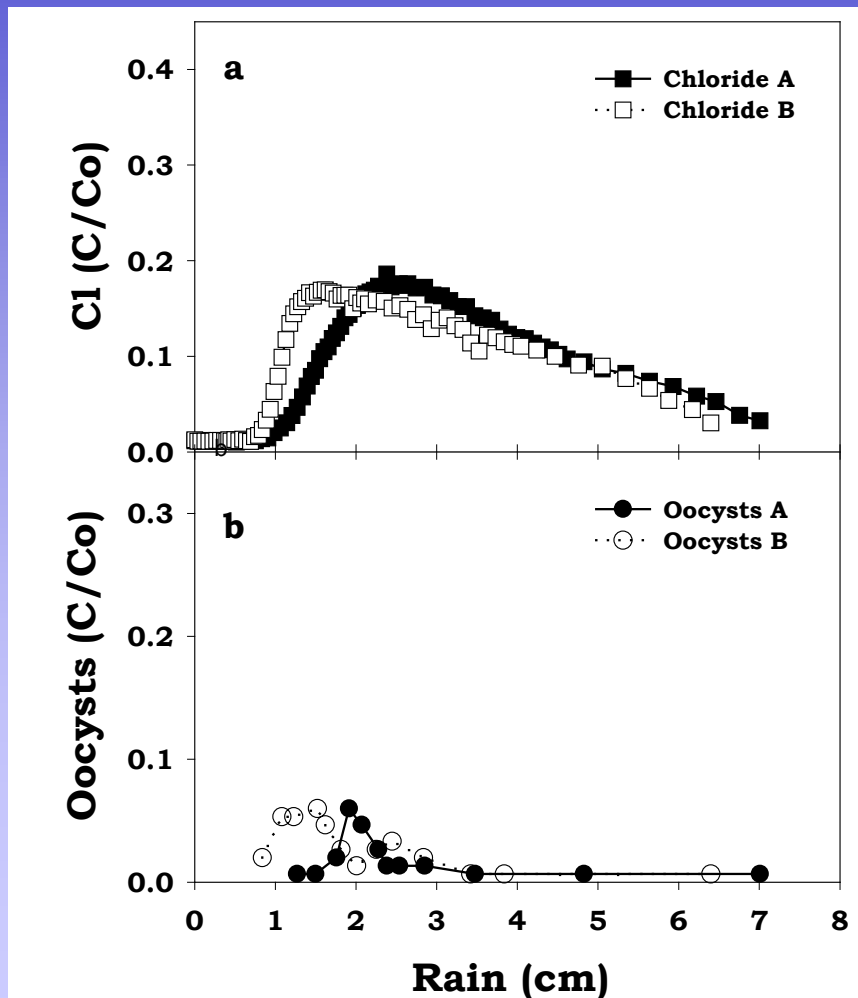 a
Chloride A
Chloride B
Cl (C/Co)
0.4
0.3
0.2
0.1
0.0
b
b
Oocysts A
Oocysts B
Oocysts (C/Co)
0.3
0.2
0.1
0.0
0 1 2 3 4 5 6 7 8
Rain (cm)